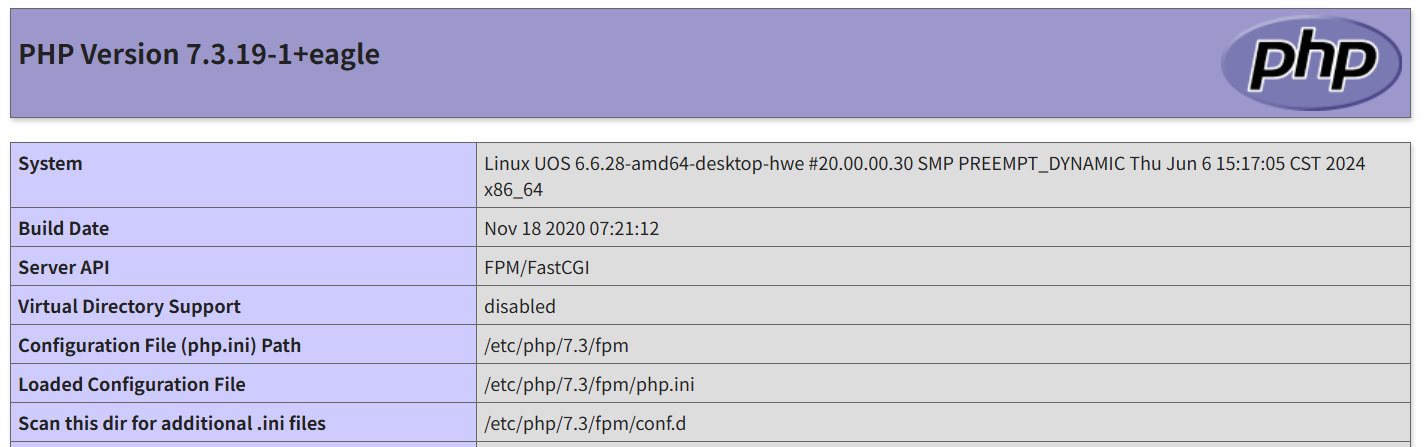 PHP Version 7.3.19-1+eagle
php
System
Linux UOS 6.6.28-amd64-desktop-hwe #20.00.00.30 SMP PREEMPT_DYNAMIC Thu Jun 6 15:17:05 CST 2024
x86_64
Build Date
Nov 18 2020 07:21:12
Server API
FPM/FastCGI
Virtual Directory Support
disabled
Configuration File (php.ini) Path
/etc/php/7.3/fpm
Loaded Configuration File
/etc/php/7.3/fpm/php.ini
Scan this dir for additional .ini files
/etc/php/7.3/fpm/conf.d